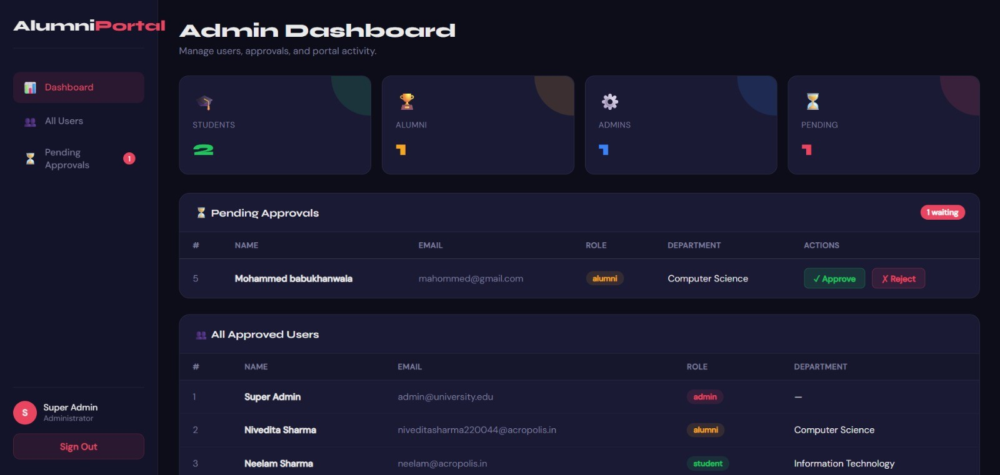 AlumniPortal
Dashboard
All Users
Pending
Approvals
1
Super Admin
Administrator
S
Sign Out
Admin Dashboard
Manage users, approvals, and portal activity.
STUDENTS
2
ALUMNI
1
ADMINS
1
PENDING
1
Pending Approvals
1 waiting
# NAME EMAIL ROLE DEPARTMENT ACTIONS
5 Mohammed babukhanwala mahommed@gmail.com alumni Computer Science ✓ Approve ✗ Reject
All Approved Users
# NAME EMAIL ROLE DEPARTMENT
1 Super Admin admin@university.edu admin —
2 Nivedita Sharma niveditasharma220044@acropolis.in alumni Computer Science
3 Neelam Sharma neelam@acropolis.in student Information Technology